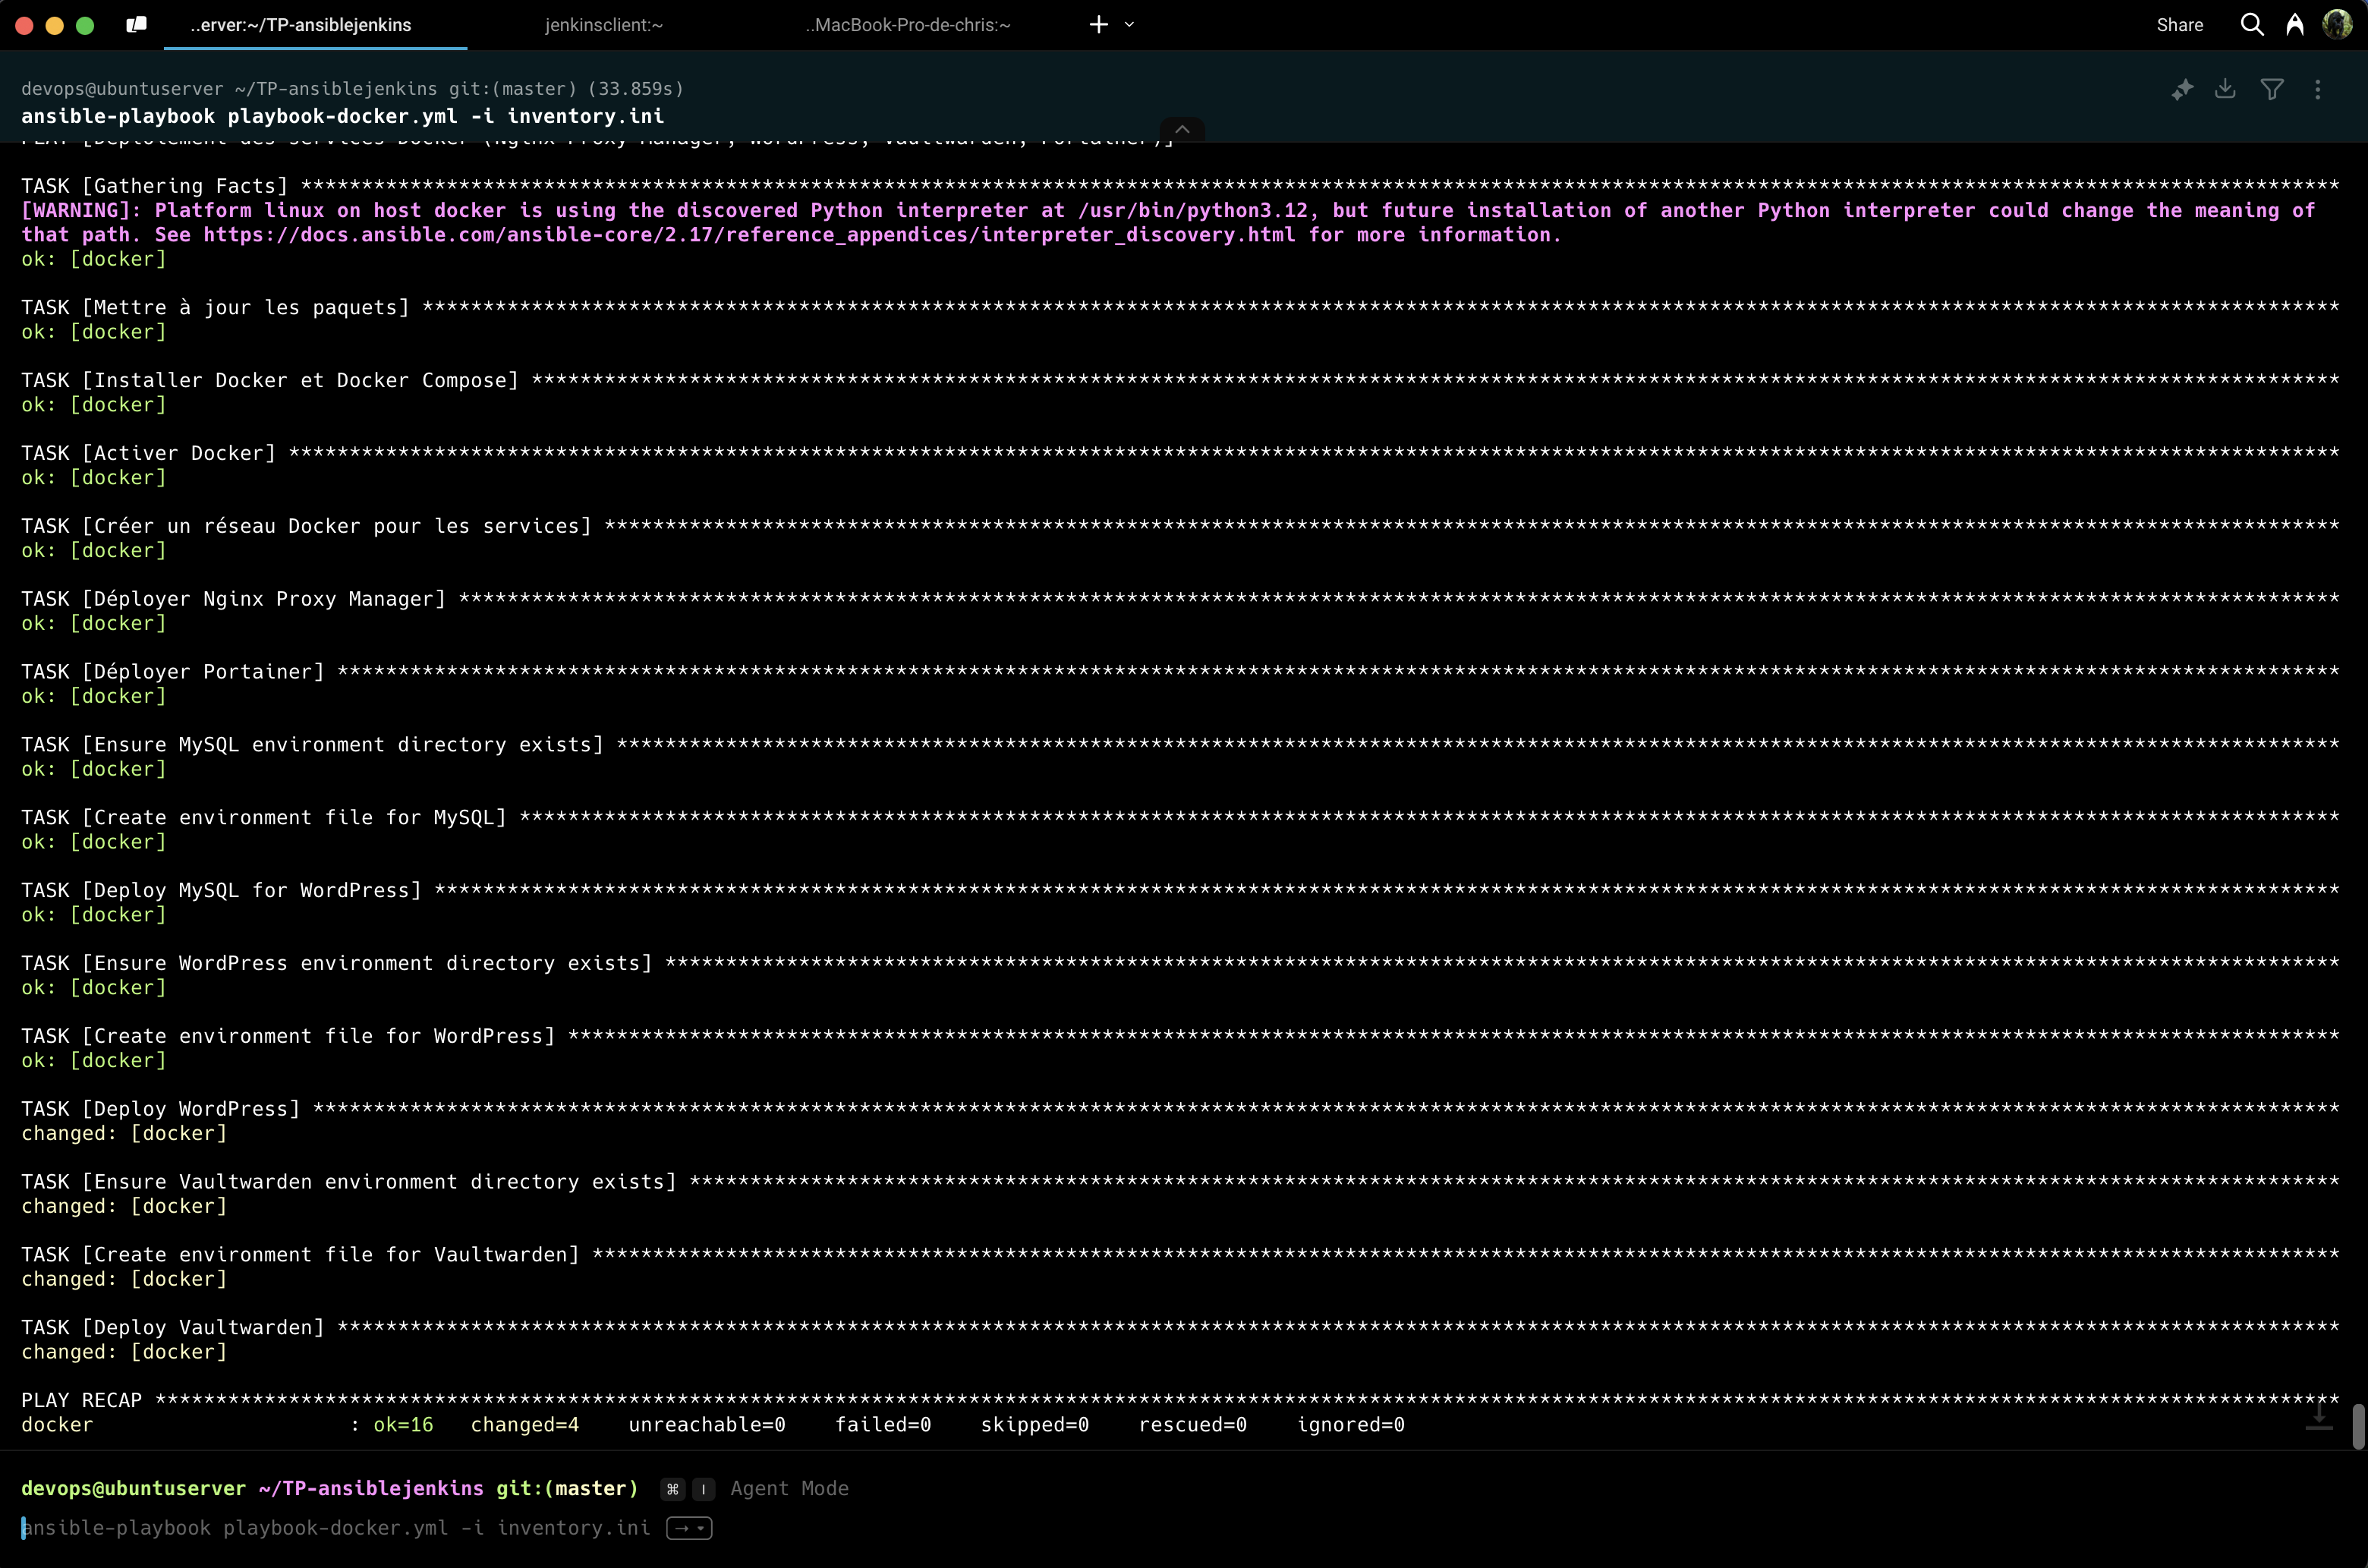 ..erver:~/TP-ansiblejenkins jenkinsclient:~ ..MacBook-Pro-de-chris:~ Share
devops@ubuntuserver ~/TP-ansiblejenkins git:(master) (33.859s)
ansible-playbook playbook-docker.yml -i inventory.ini
PLAY [Déploiement des services Docker (Nginx Proxy Manager, WordPress, Vaultwarden, Portainer)]
TASK [Gathering Facts] ****************************************************************************************************
[WARNING]: Platform linux on host docker is using the discovered Python interpreter at /usr/bin/python3.12, but future installation of another Python interpreter could change the meaning of
that path. See https://docs.ansible.com/ansible-core/2.17/reference_appendices/interpreter_discovery.html for more information.
ok: [docker]
TASK [Mettre à jour les paquets] ****************************************************************************************************
ok: [docker]
TASK [Installer Docker et Docker Compose] ****************************************************************************************************
ok: [docker]
TASK [Activer Docker] ****************************************************************************************************
ok: [docker]
TASK [Créer un réseau Docker pour les services] ****************************************************************************************************
ok: [docker]
TASK [Déployer Nginx Proxy Manager] ****************************************************************************************************
ok: [docker]
TASK [Déployer Portainer] ****************************************************************************************************
ok: [docker]
TASK [Ensure MySQL environment directory exists] ****************************************************************************************************
ok: [docker]
TASK [Create environment file for MySQL] ****************************************************************************************************
ok: [docker]
TASK [Deploy MySQL for WordPress] ****************************************************************************************************
ok: [docker]
TASK [Ensure WordPress environment directory exists] ****************************************************************************************************
ok: [docker]
TASK [Create environment file for WordPress] ****************************************************************************************************
ok: [docker]
TASK [Deploy WordPress] ****************************************************************************************************
changed: [docker]
TASK [Ensure Vaultwarden environment directory exists] ****************************************************************************************************
changed: [docker]
TASK [Create environment file for Vaultwarden] ****************************************************************************************************
changed: [docker]
TASK [Deploy Vaultwarden] ****************************************************************************************************
changed: [docker]
PLAY RECAP ****************************************************************************************************
docker : ok=16 changed=4 unreachable=0 failed=0 skipped=0 rescued=0 ignored=0
devops@ubuntuserver ~/TP-ansiblejenkins git:(master) ⌘ I Agent Mode
ansible-playbook playbook-docker.yml -i inventory.ini